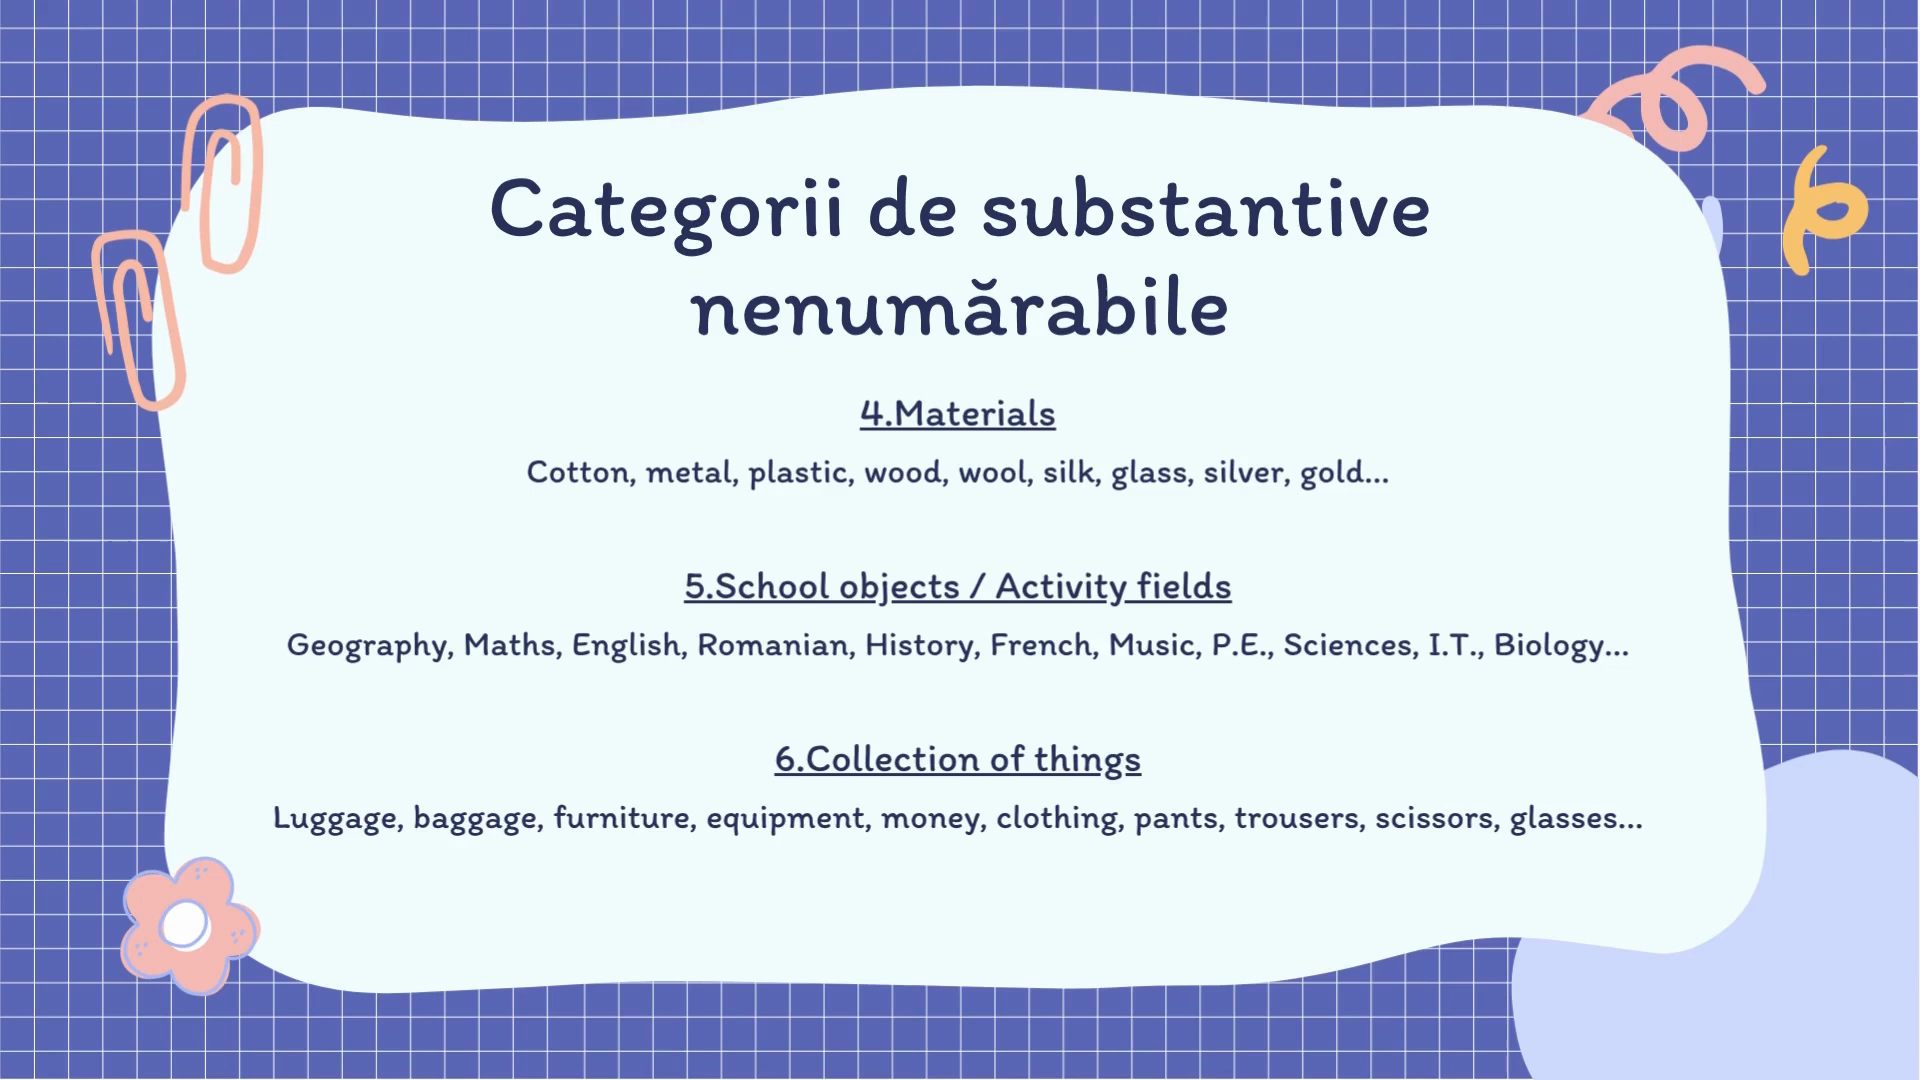 Categorii de substantive
nenumărabile
4.Materials
Cotton, metal, plastic, wood, wool, silk, glass, silver, gold...
5.School objects / Activity fields
Geography, Maths, English, Romanian, History, French, Music, P.E., Sciences, I.T., Biology...
6.Collection of things
Luggage, baggage, furniture, equipment, money, clothing, pants, trousers, scissors, glasses...